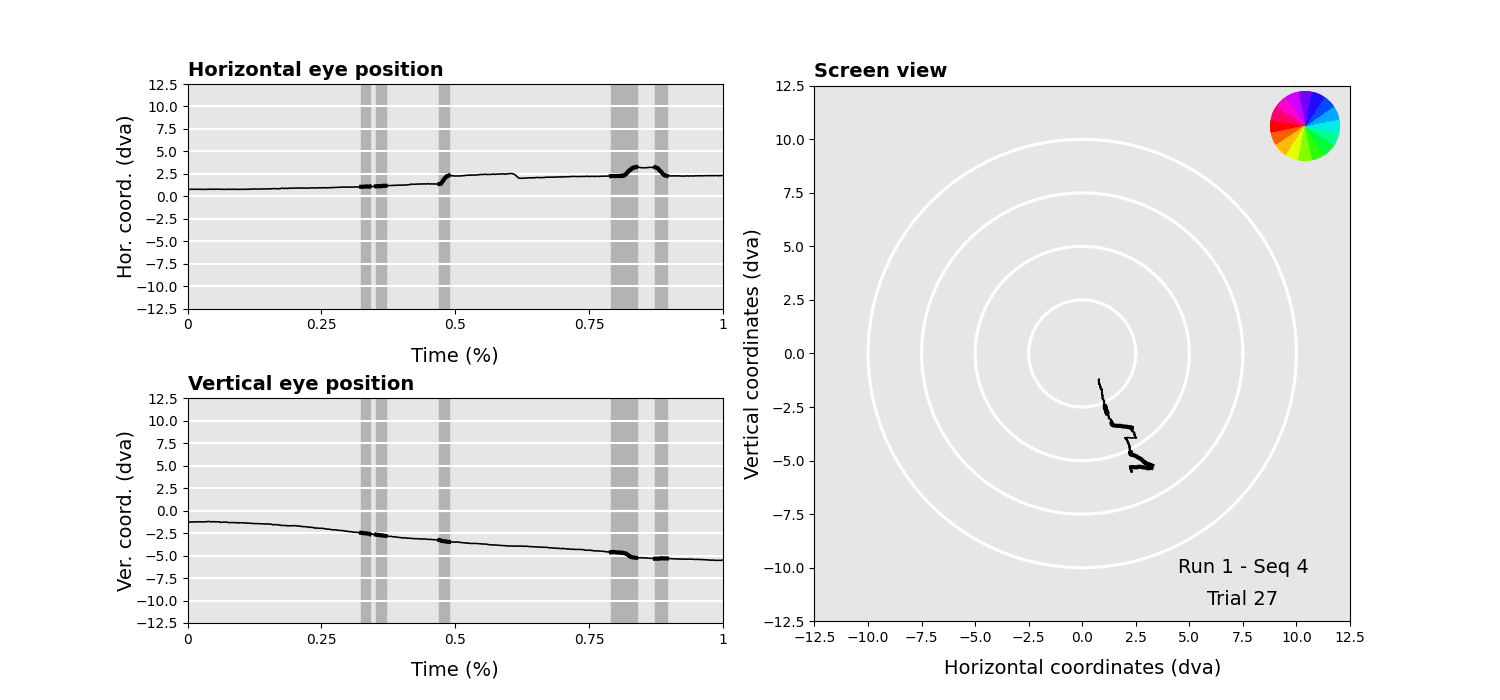 Horizontal eye position
Hor. coord. (dva)
12.5
10.0
7.5
5.0
2.5
0.0
−2.5
−5.0
−7.5
−10.0
−12.5
0 0.25 0.5 0.75 1
Time (%)
Vertical eye position
Ver. coord. (dva)
12.5
10.0
7.5
5.0
2.5
0.0
−2.5
−5.0
−7.5
−10.0
−12.5
0 0.25 0.5 0.75 1
Time (%)
Screen view
Vertical coordinates (dva)
12.5
10.0
7.5
5.0
2.5
0.0
−2.5
−5.0
−7.5
−10.0
−12.5
Run 1 - Seq 4
Trial 27
−12.5 −10.0 −7.5 −5.0 −2.5 0.0 2.5 5.0 7.5 10.0 12.5
Horizontal coordinates (dva)